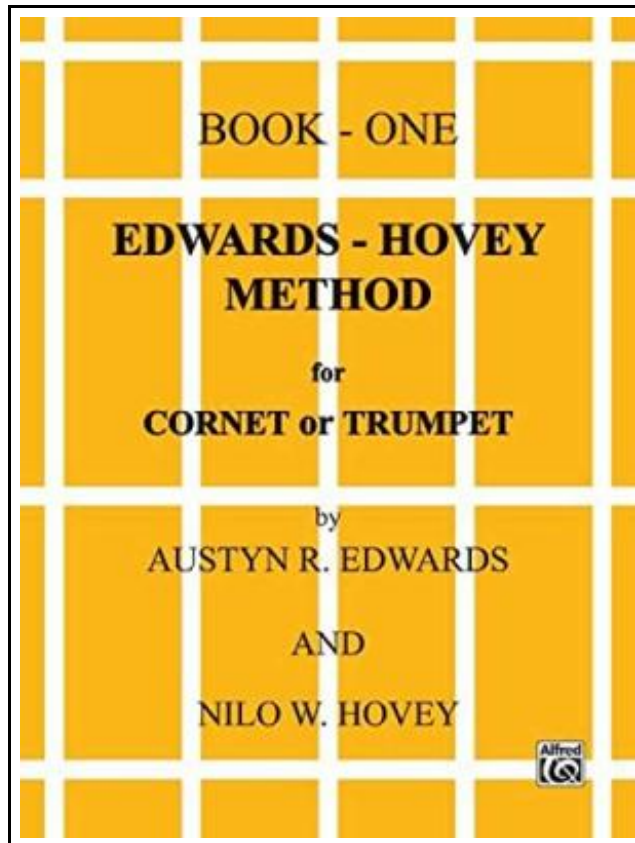 BOOK - ONE
EDWARDS - HOVEY
METHOD
for
CORNET or TRUMPET
by
AUSTYN R. EDWARDS
AND
NILO W. HOVEY
Alfred